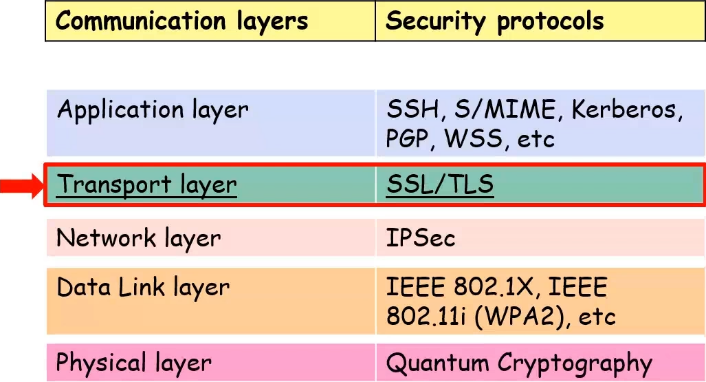 Communication layers Security protocols
Application layer SSH, S/MIME, Kerberos,
PGP, WSS, etc
Transport layer SSL/TLS
Network layer IPSec
Data Link layer IEEE 802.1X, IEEE
802.11i (WPA2), etc
Physical layer Quantum Cryptography